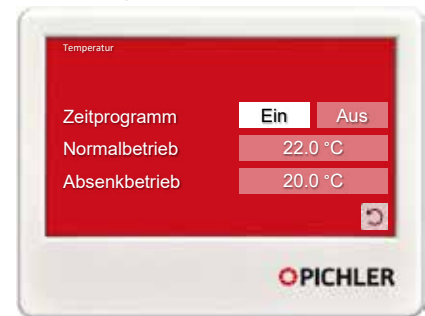 Temperatur
Zeitprogramm Ein Aus
Normalbetrieb 22.0 °C
Absenkbetrieb 20.0 °C
PICHLER